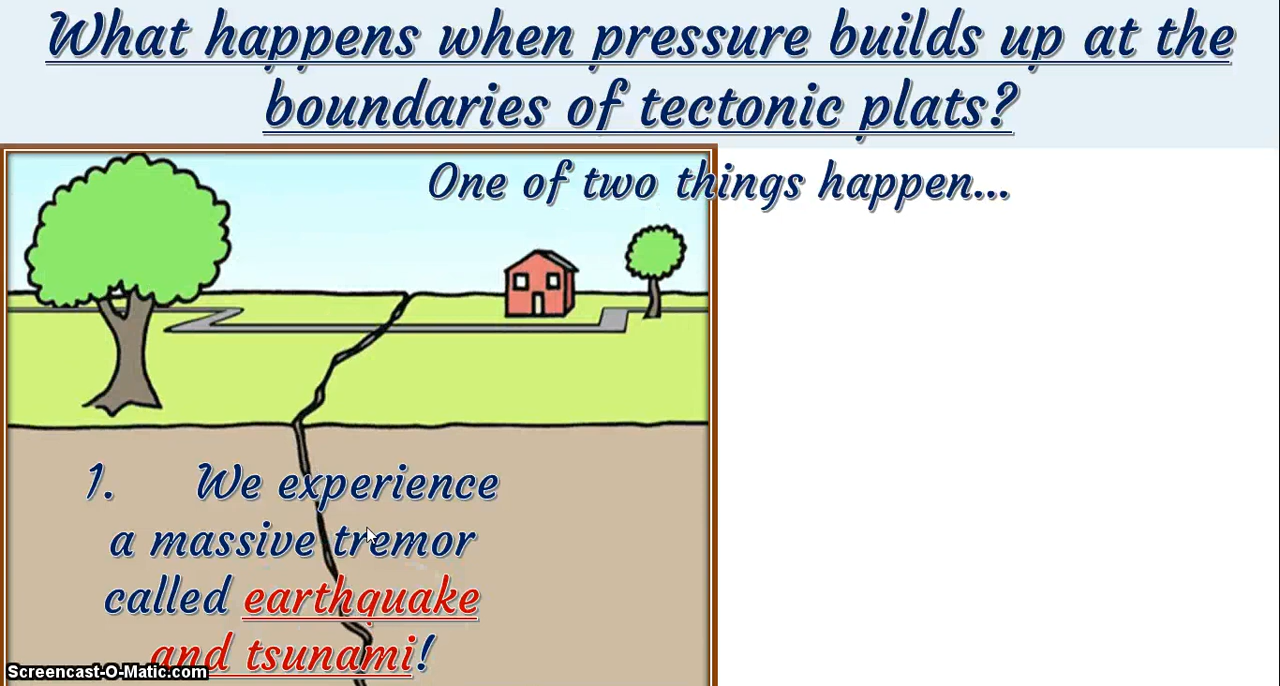 What happens when pressure builds up at the
boundaries of tectonic plats?
One of two things happen...
1. We experience
a massive tremor
called earthquake
and tsunami!
Screencast-O-Matic.com